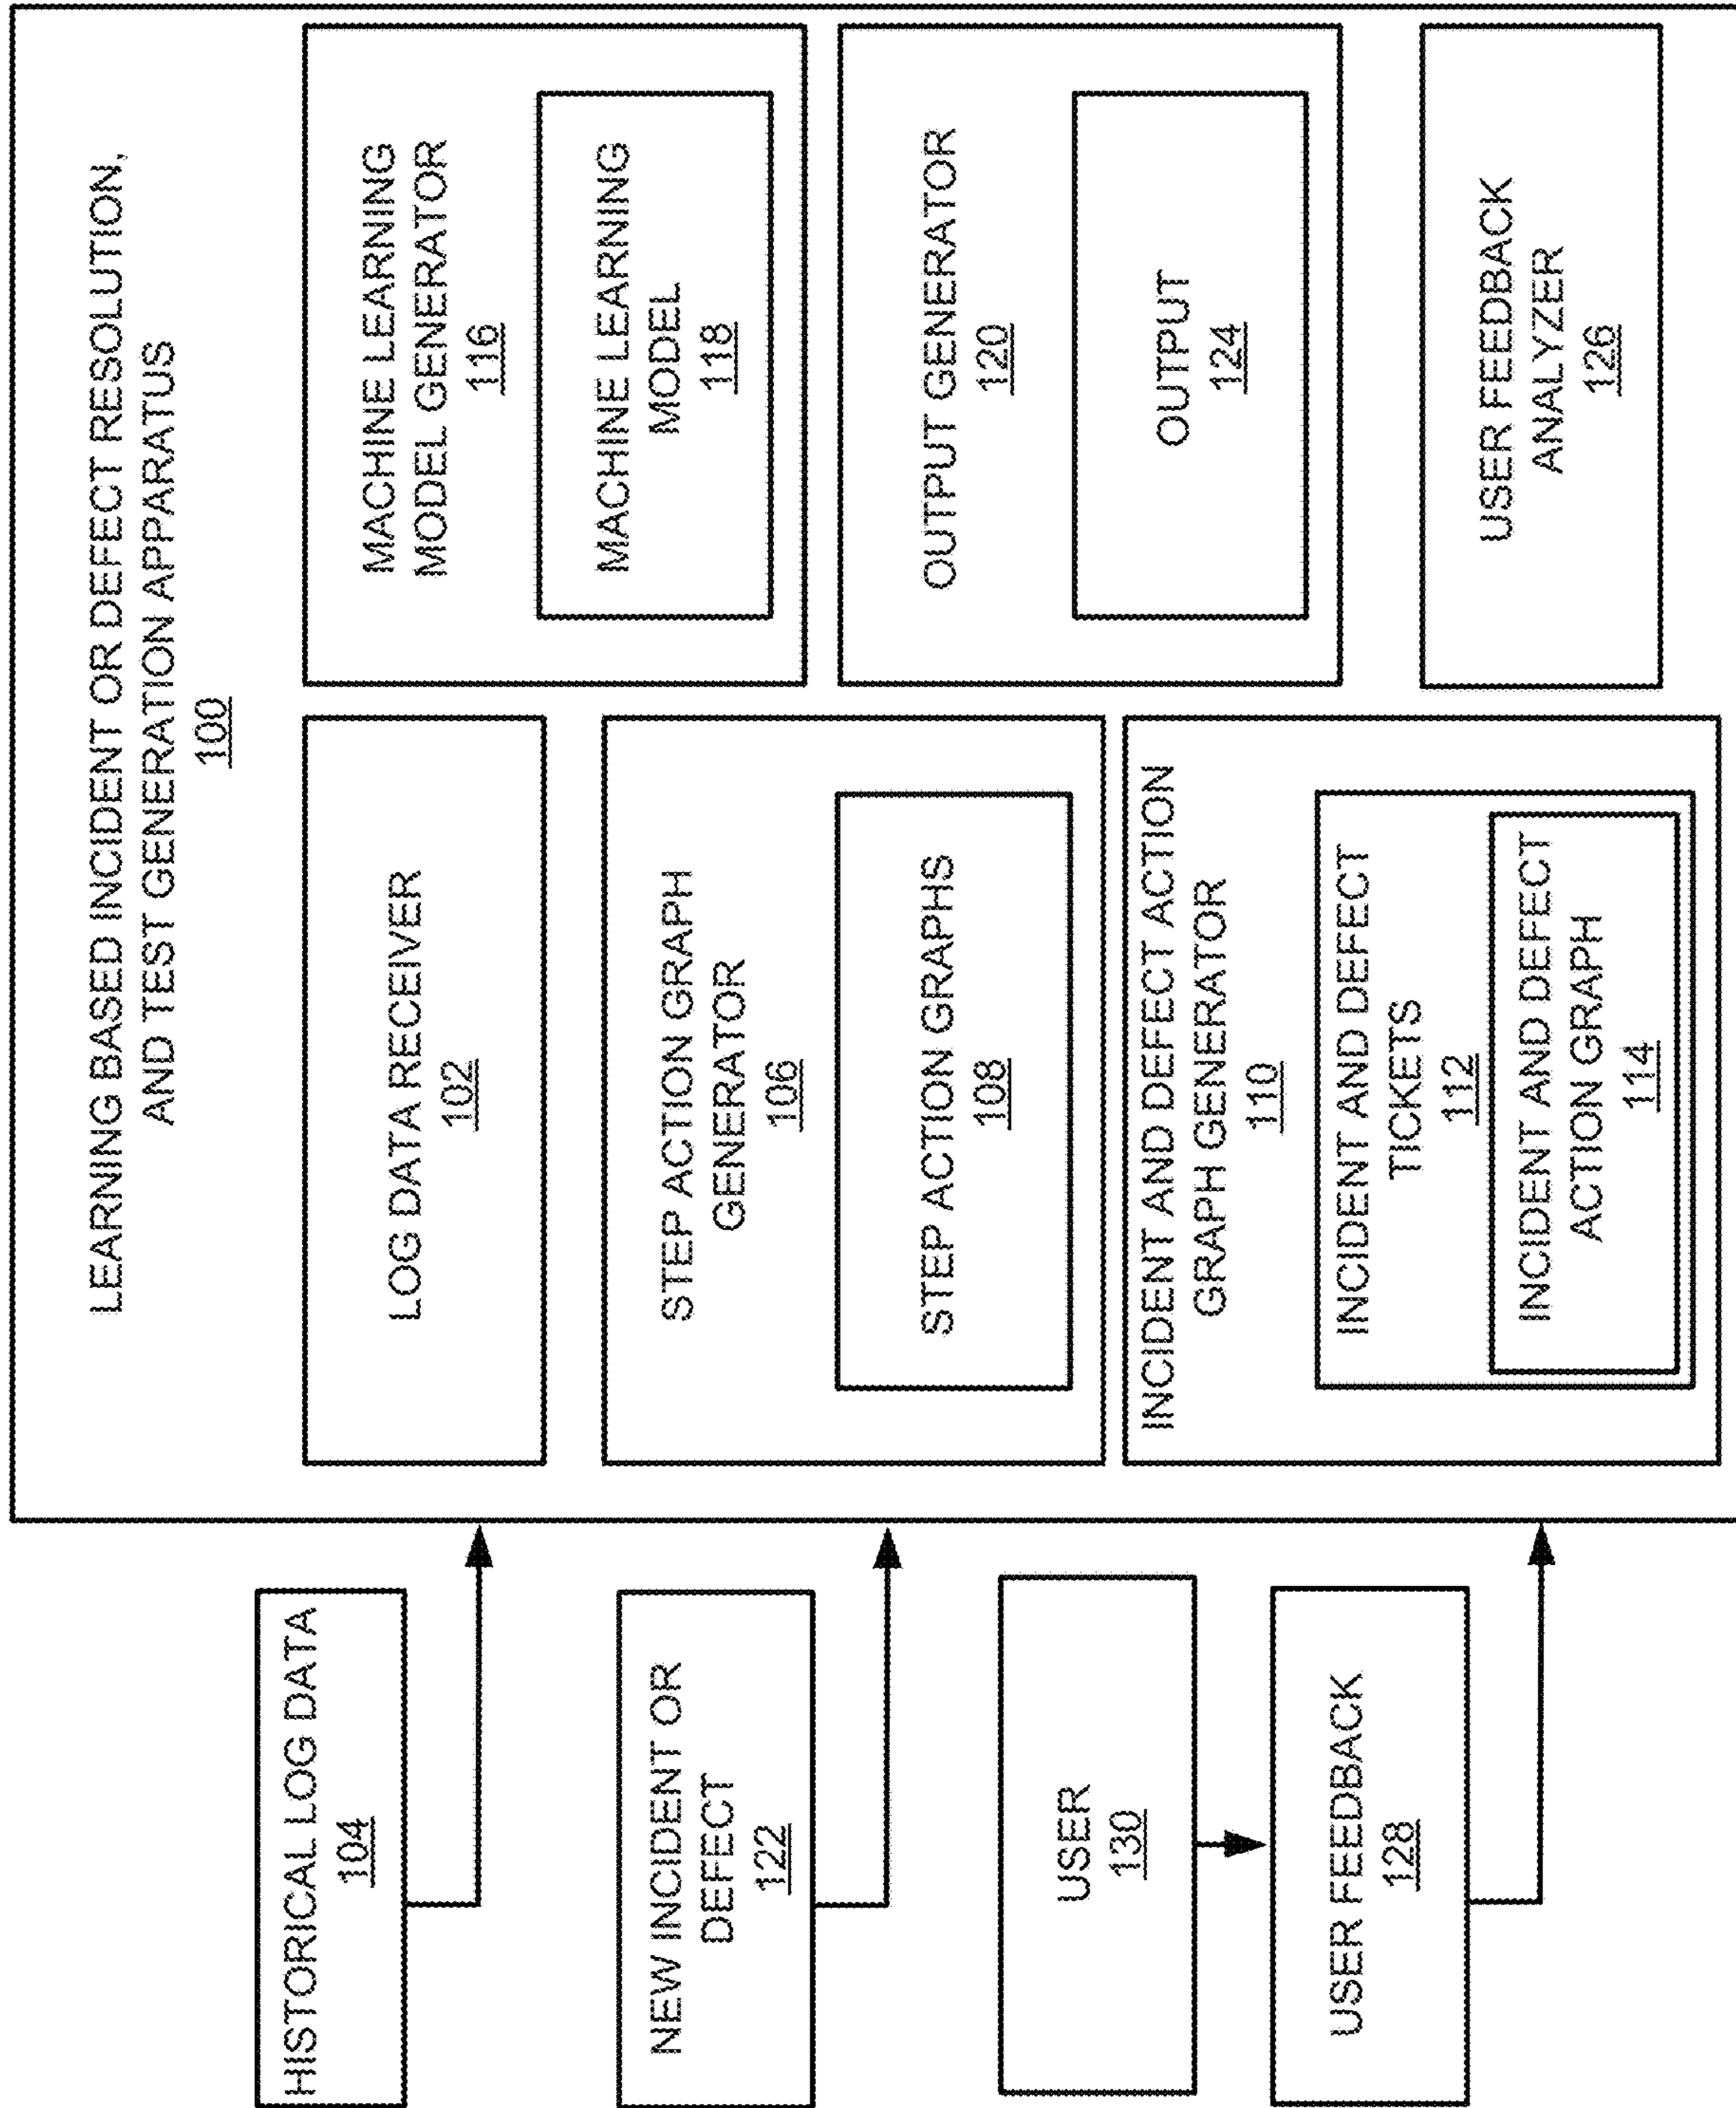 LEARNING BASED INCIDENT OR DEFECT RESOLUTION,
AND TEST GENERATION APPARATUS
100
HISTORICAL LOG DATA
104
NEW INCIDENT OR
DEFECT
122
USER
130
USER FEEDBACK
128
LOG DATA RECEIVER
102
STEP ACTION GRAPH
GENERATOR
106
STEP ACTION GRAPHS
108
INCIDENT AND DEFECT ACTION
GRAPH GENERATOR
110
INCIDENT AND DEFECT
TICKETS
112
INCIDENT AND DEFECT
ACTION GRAPH
114
MACHINE LEARNING
MODEL GENERATOR
116
MACHINE LEARNING
MODEL
118
OUTPUT GENERATOR
120
OUTPUT
124
USER FEEDBACK
ANALYZER
126